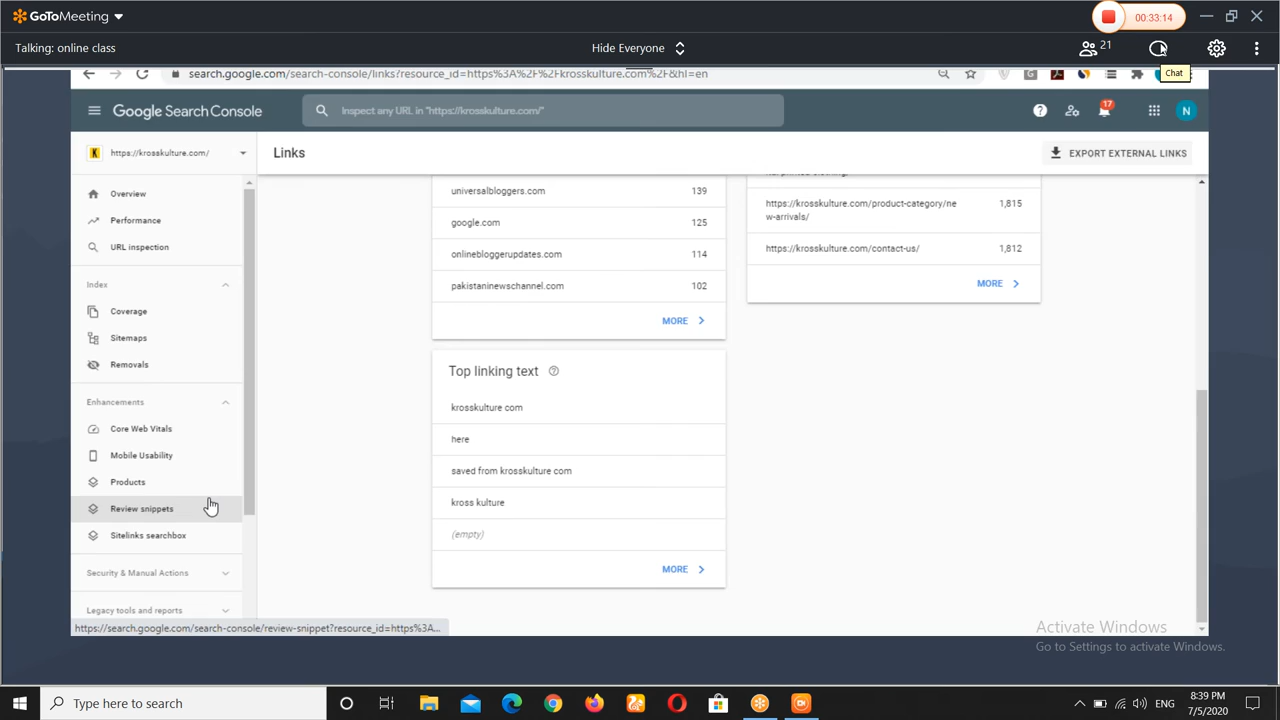 GoToMeeting
00:33:14
Talking: online class
Hide Everyone
21
Chat
search.google.com/search-console/links?resource_id=https%3A%2F%2Fkrosskulture.com%2F&hl=en
Google Search Console
Inspect any URL in "https://krosskulture.com/"
17
N
https://krosskulture.com/
Links
EXPORT EXTERNAL LINKS
Overview
Performance
URL inspection
Index
Coverage
Sitemaps
Removals
Enhancements
Core Web Vitals
Mobile Usability
Products
Review snippets
Sitelinks searchbox
Security & Manual Actions
Legacy tools and reports
universalbloggers.com 139
google.com 125
onlinebloggerupdates.com 114
pakistaninewschannel.com 102
MORE
https://krosskulture.com/product-category/ne
w-arrivals/ 1,815
https://krosskulture.com/contact-us/ 1,812
MORE
Top linking text
krosskulture com
here
saved from krosskulture com
kross kulture
(empty)
MORE
https://search.google.com/search-console/review-snippet?resource_id=https%3A...
Activate Windows
Go to Settings to activate Windows.
Type here to search
ENG
8:39 PM
7/5/2020